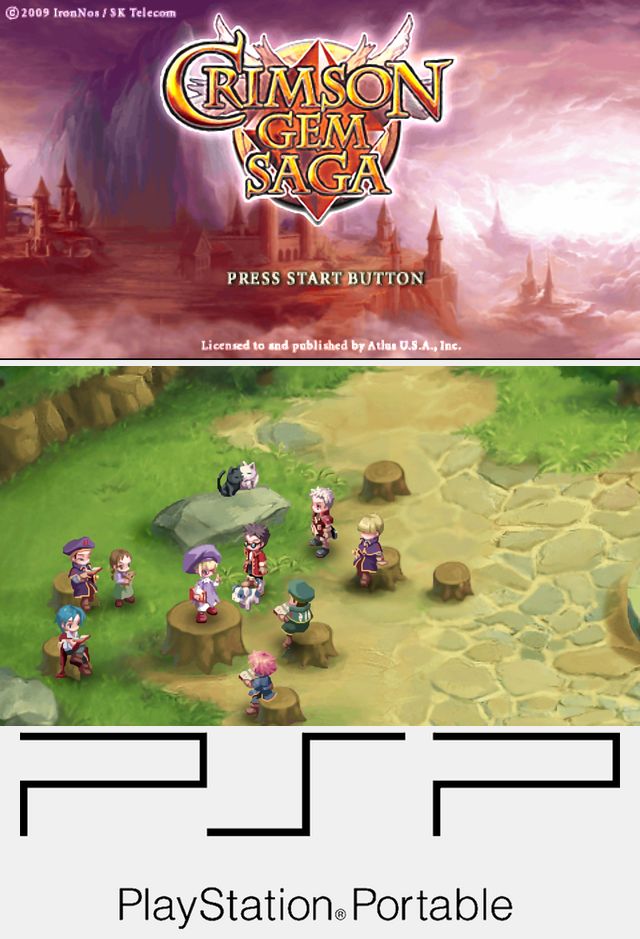 © 2009 IronNos / SK Telecom
CRIMSON
GEM
SAGA
PRESS START BUTTON
Licensed to and published by Atlus U.S.A., Inc.
PSP
PlayStation®Portable